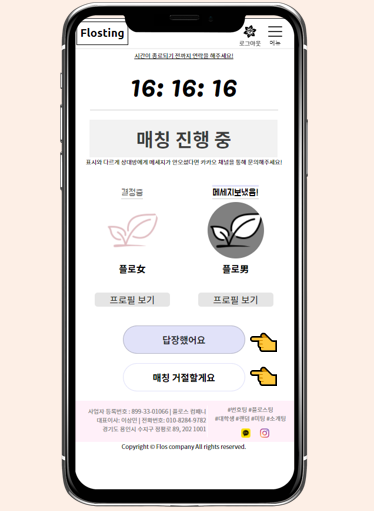 Flosting
로그아웃 메뉴
시간이 종료되기 전까지 연락을 해주세요!
16: 16: 16
매칭 진행 중
표시와 다르게 상대방에게 메세지가 안오셨다면 카카오 채널을 통해 문의해주세요!
결정중 메세지보냈음!
플로女 플로男
프로필 보기 프로필 보기
답장했어요
매칭 거절할게요
사업자 등록번호 : 899-33-01066 | 플로스 컴퍼니
대표이사: 이상민 | 전화번호: 010-8284-9782
경기도 용인시 수지구 정평로 89, 202 1001
#번호팅 #플로스팅
#대학생 #랜덤 #미팅 #소개팅
Copyright © Flos company All rights reserved.